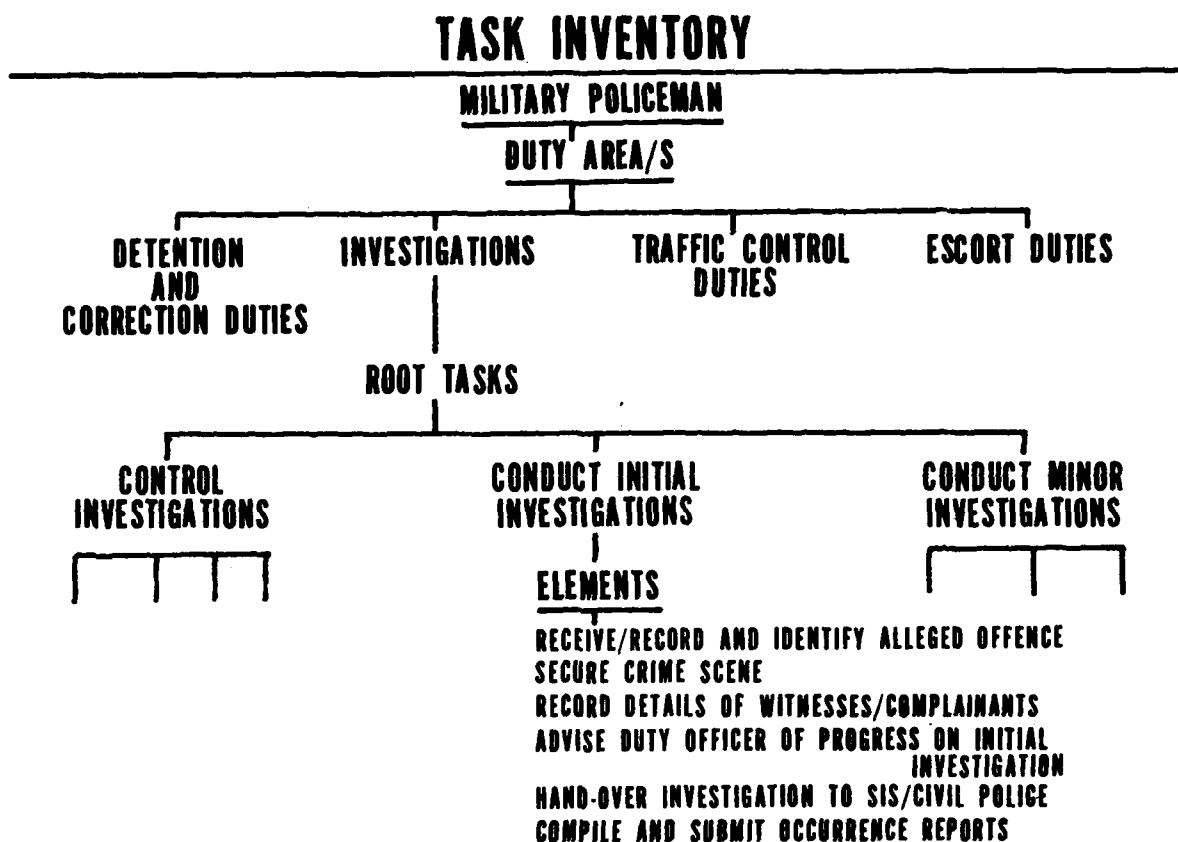 TASK INVENTORY
MILITARY POLICEMAN
DUTY AREA/S
DETENTION
AND
CORRECTION DUTIES
INVESTIGATIONS
TRAFFIC CONTROL
DUTIES
ESCORT DUTIES
ROOT TASKS
CONTROL
INVESTIGATIONS
CONDUCT INITIAL
INVESTIGATIONS
CONDUCT MINOR
INVESTIGATIONS
ELEMENTS
RECEIVE/RECORD AND IDENTIFY ALLEGED OFFENCE
SECURE CRIME SCENE
RECORD DETAILS OF WITNESSES/COMPLAINANTS
ADVISE DUTY OFFICER OF PROGRESS ON INITIAL
INVESTIGATION
HAND-OVER INVESTIGATION TO SIS/CIVIL POLICE
COMPILE AND SUBMIT OCCURRENCE REPORTS